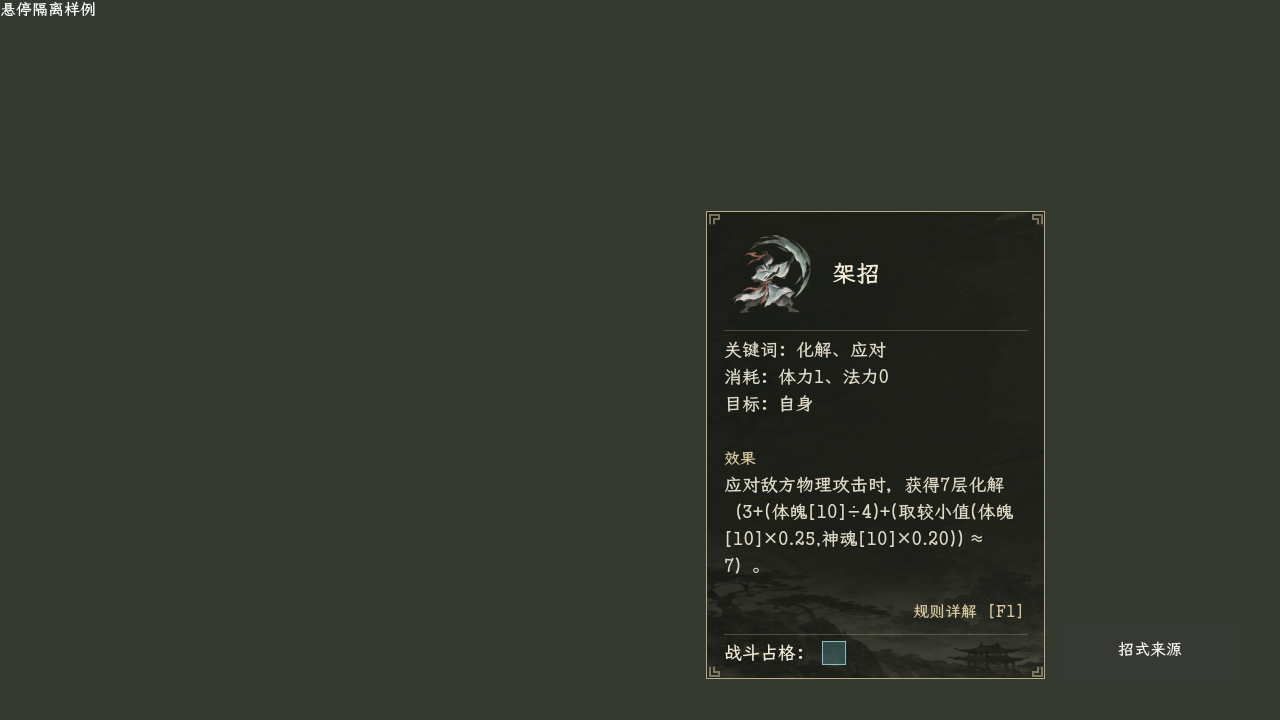 悬停隔离样例
架招
关键词: 化解、应对
消耗: 体力1、法力0
目标: 自身
效果
应对敌方物理攻击时, 获得7层化解
(3+(体魄[10]÷4)+(取较小值(体魄
[10]×0.25,神魂[10]×0.20)) ≈
7) 。
规则详解 [F1]
战斗占格:
招式来源